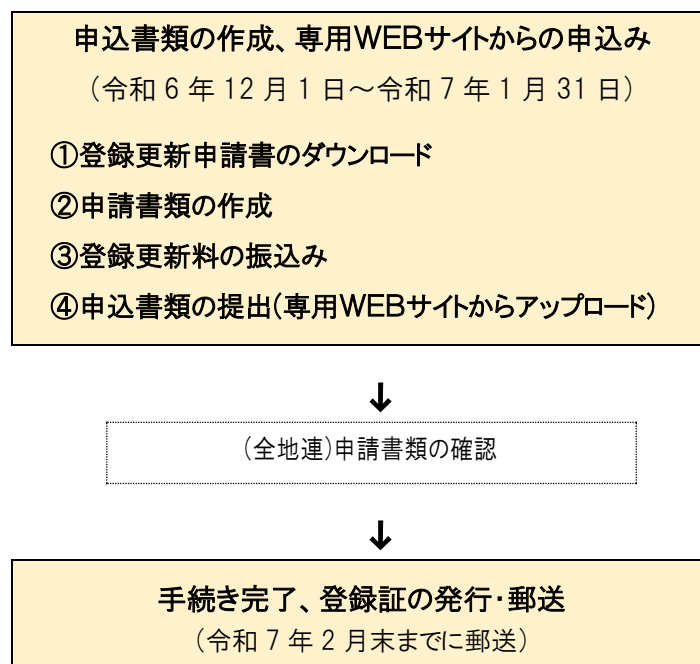 申込書類の作成、専用WEBサイトからの申込み
（令和 6 年 12 月 1 日～令和 7 年 1 月 31 日）
①登録更新申請書のダウンロード
②申請書類の作成
③登録更新料の振込み
④申込書類の提出(専用WEBサイトからアップロード)
↓
(全地連)申請書類の確認
↓
手続き完了、登録証の発行・郵送
（令和 7 年 2 月末までに郵送）